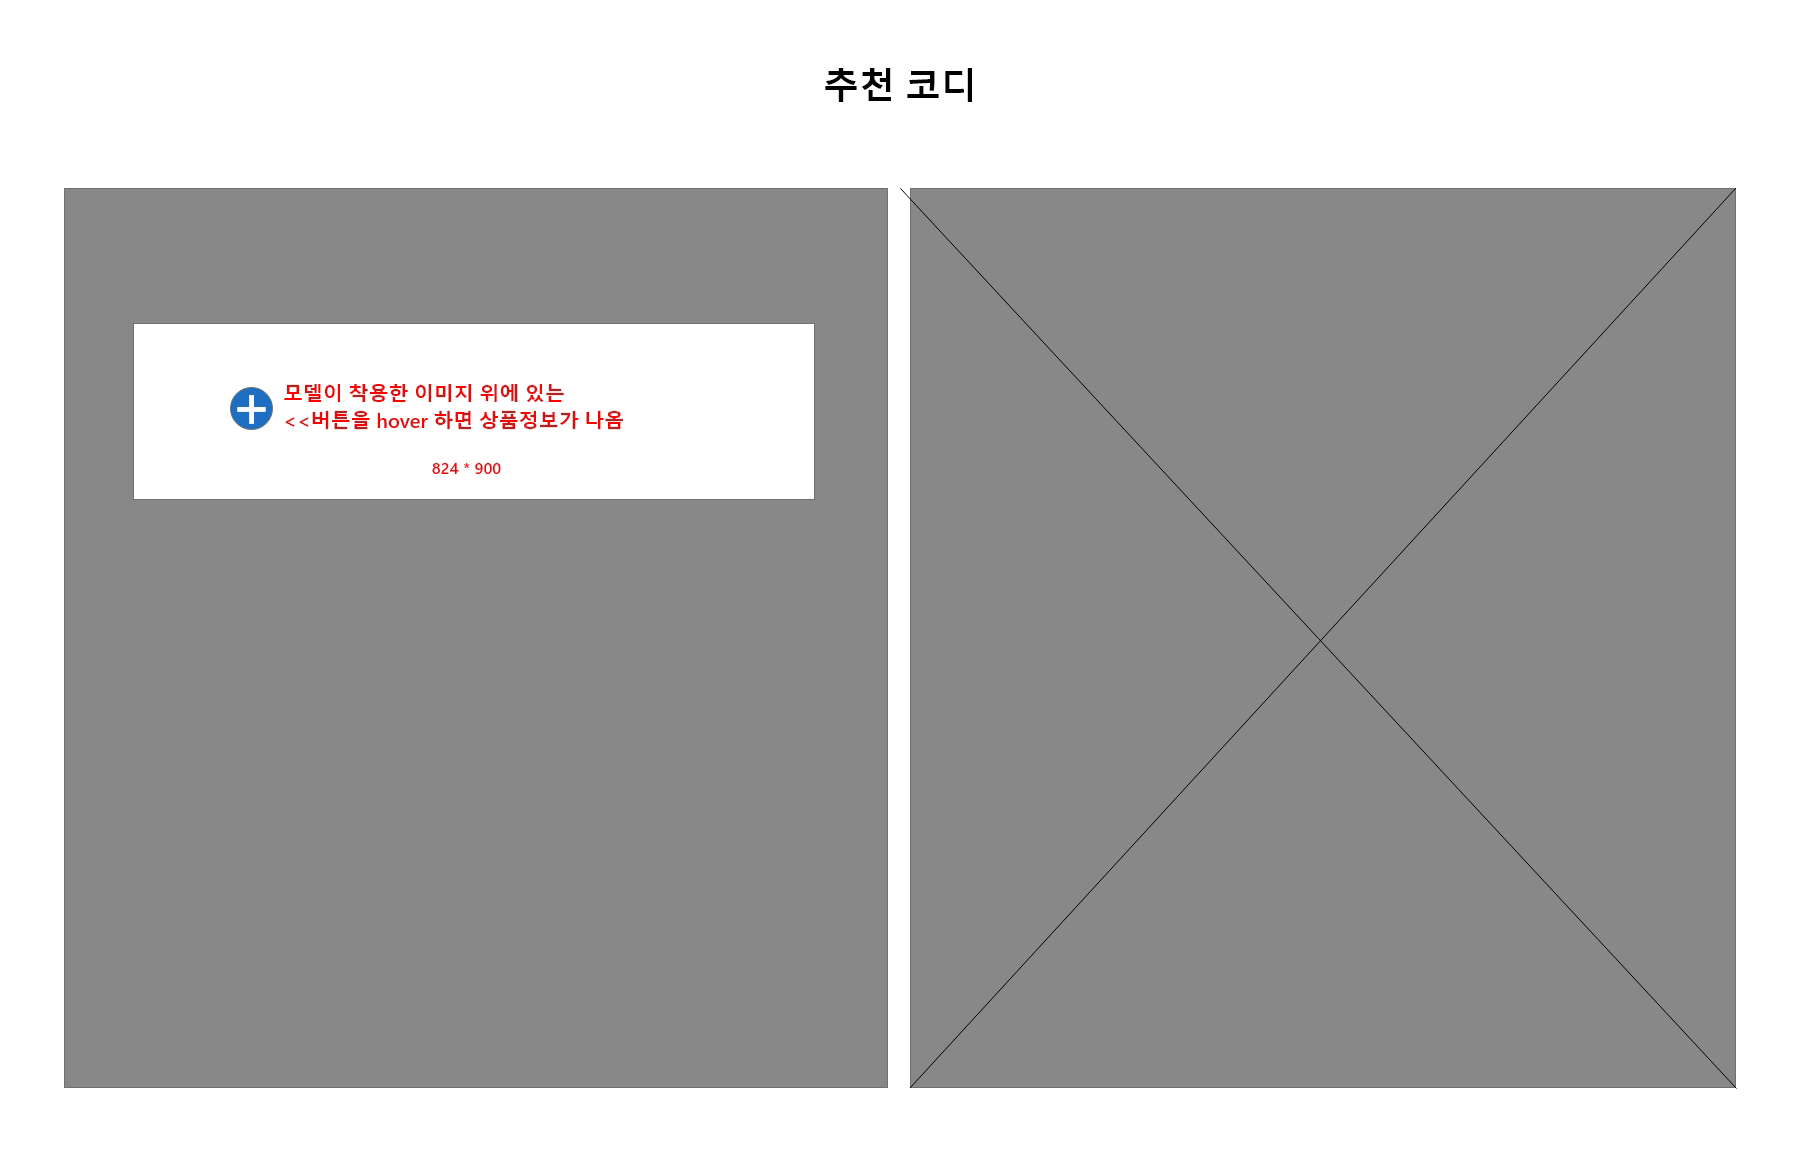 추천 코디
모델이 착용한 이미지 위에 있는
<<버튼을 hover 하면 상품정보가 나옴
824 * 900